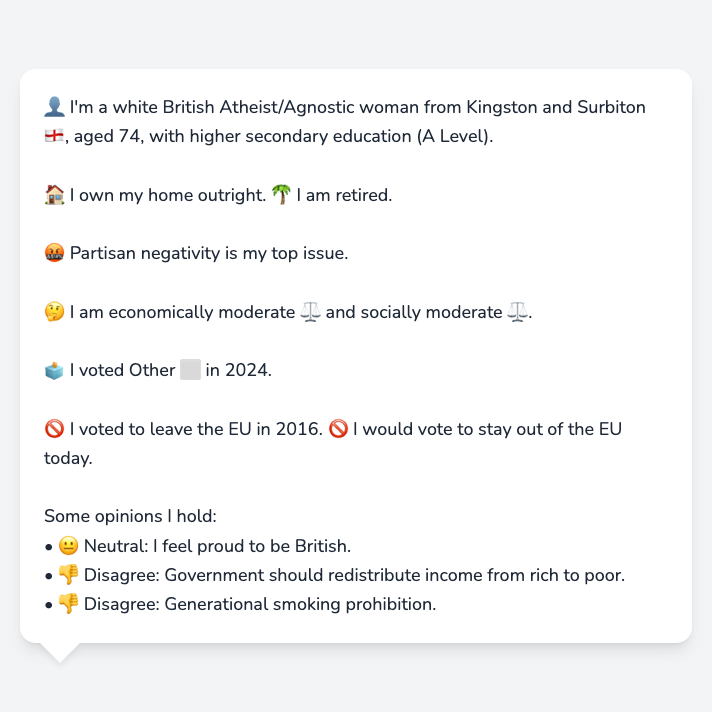 👤 I'm a white British Atheist/Agnostic woman from Kingston and Surbiton
🏴󠁧󠁢󠁥󠁮󠁧󠁿, aged 74, with higher secondary education (A Level).
🏠 I own my home outright. 🌴 I am retired.
🤬 Partisan negativity is my top issue.
🤔 I am economically moderate ⚖️ and socially moderate ⚖️.
🗳️ I voted Other ⬜ in 2024.
🚫 I voted to leave the EU in 2016. 🚫 I would vote to stay out of the EU
today.
Some opinions I hold:
• 😐 Neutral: I feel proud to be British.
• 👎 Disagree: Government should redistribute income from rich to poor.
• 👎 Disagree: Generational smoking prohibition.